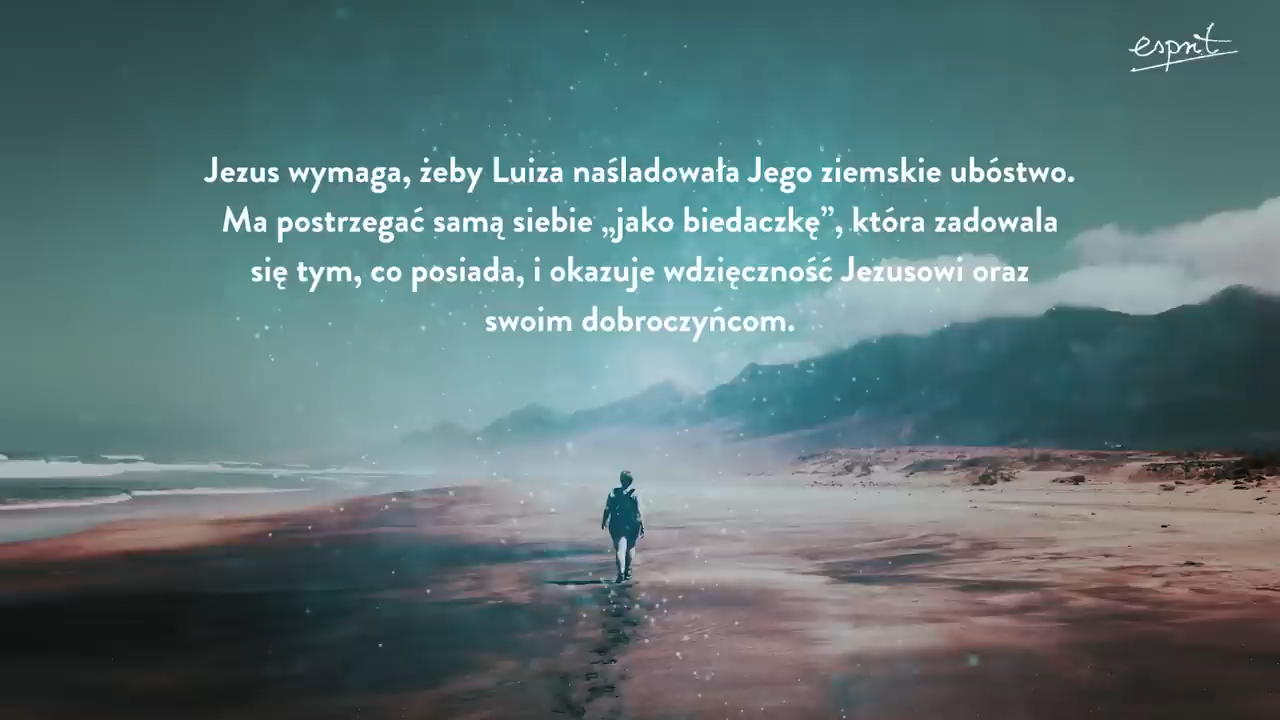 esprit
Jezus wymaga, żeby Luiza naśladowała Jego ziemskie ubóstwo.
Ma postrzegać samą siebie „jako biedaczkę”, która zadowala
się tym, co posiada, i okazuje wdzięczność Jezusowi oraz
swoim dobroczyńcom.